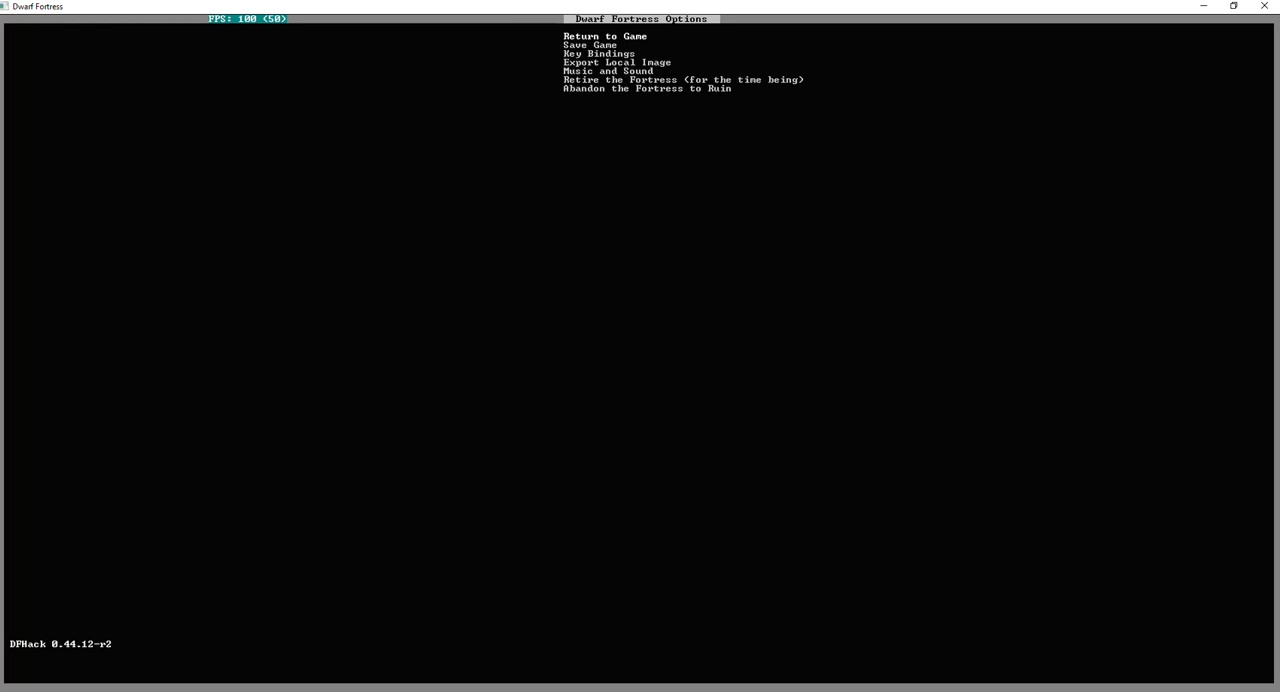 Dwarf Fortress
FPS: 100 (50)
Dwarf Fortress Options
Return to Game
Save Game
Key Bindings
Export Local Image
Music and Sound
Retire the Fortress (for the time being)
Abandon the Fortress to Ruin
DFHack 0.44.12-r2